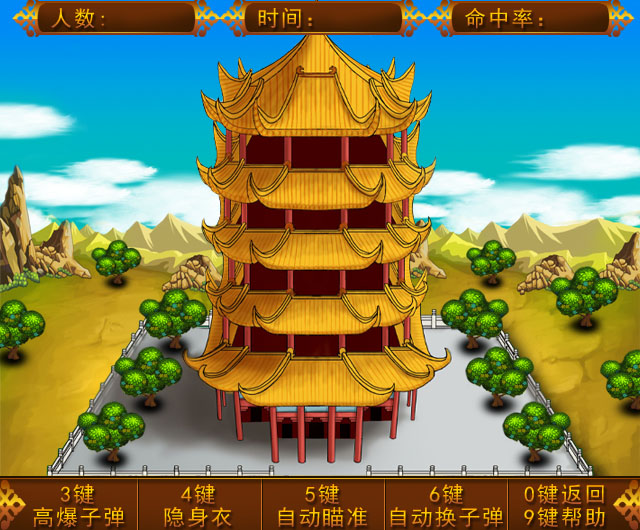 人数:
时间:
命中率:
3键
高爆子弹
4键
隐身衣
5键
自动瞄准
6键
自动换子弹
0键返回
9键帮助